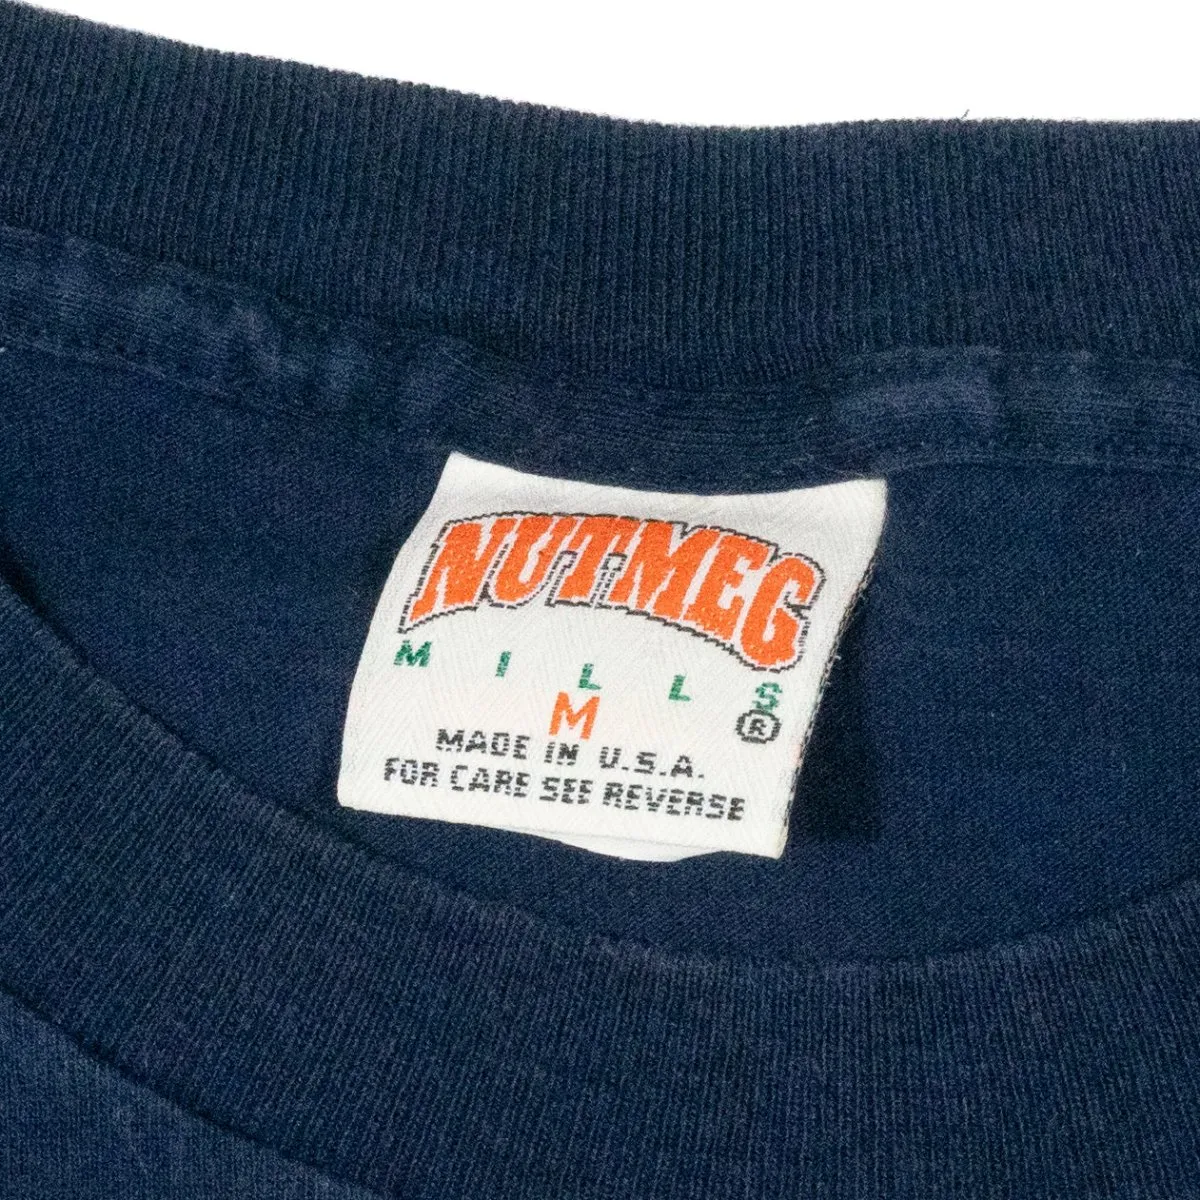 NUTMEG
MILLS
M ®
MADE IN U.S.A.
FOR CARE SEE REVERSE